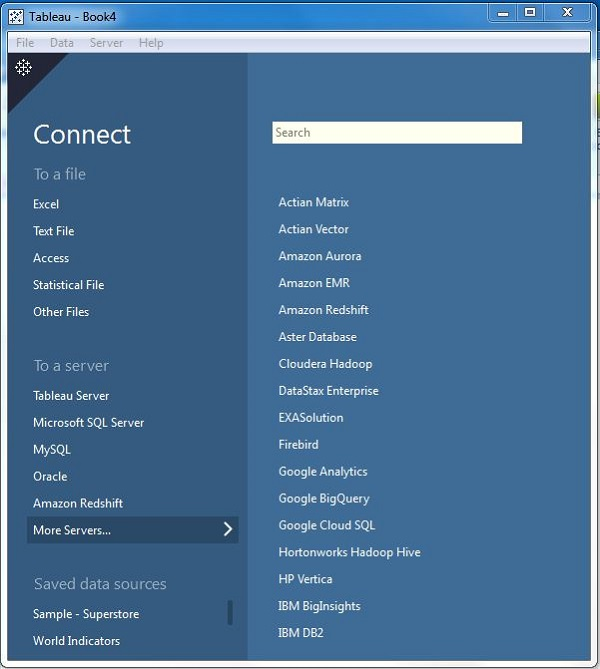 Tableau - Book4
File Data Server Help
Connect
To a file
Excel
Text File
Access
Statistical File
Other Files
To a server
Tableau Server
Microsoft SQL Server
MySQL
Oracle
Amazon Redshift
More Servers...
Saved data sources
Sample - Superstore
World Indicators
Search
Actian Matrix
Actian Vector
Amazon Aurora
Amazon EMR
Amazon Redshift
Aster Database
Cloudera Hadoop
DataStax Enterprise
EXASolution
Firebird
Google Analytics
Google BigQuery
Google Cloud SQL
Hortonworks Hadoop Hive
HP Vertica
IBM BigInsights
IBM DB2